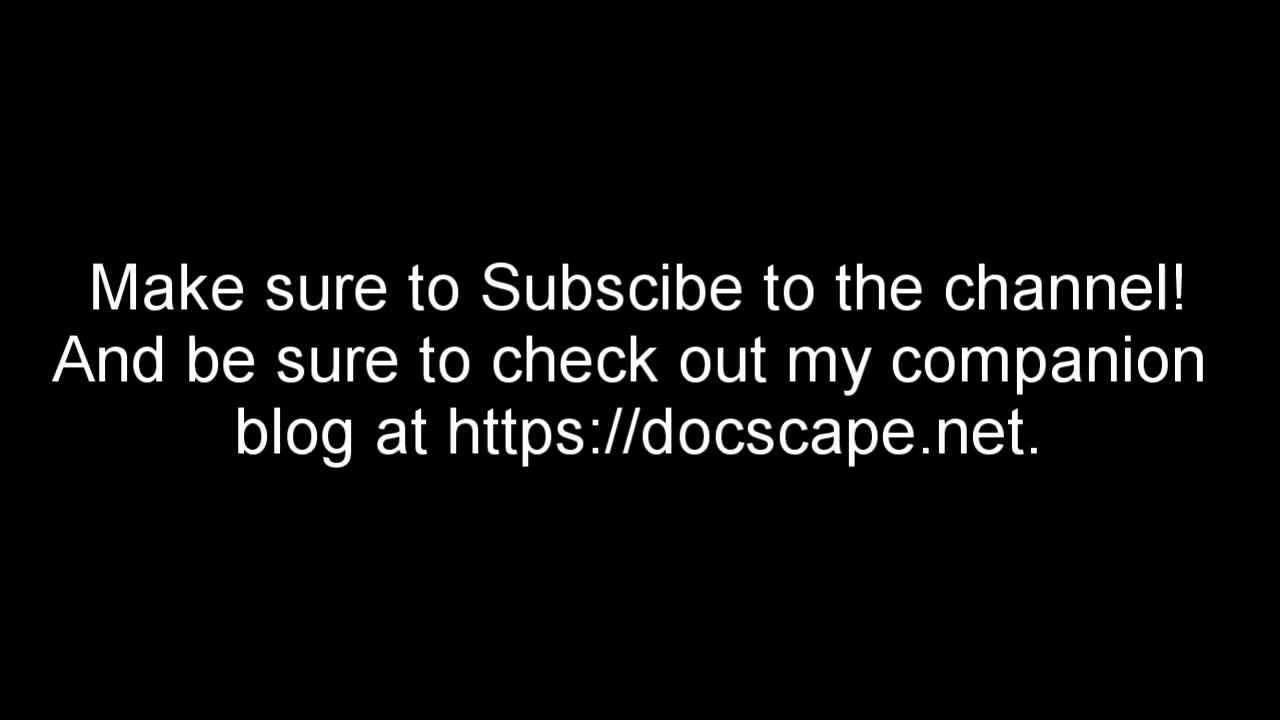 Make sure to Subscibe to the channel!
And be sure to check out my companion
blog at https://docscape.net.